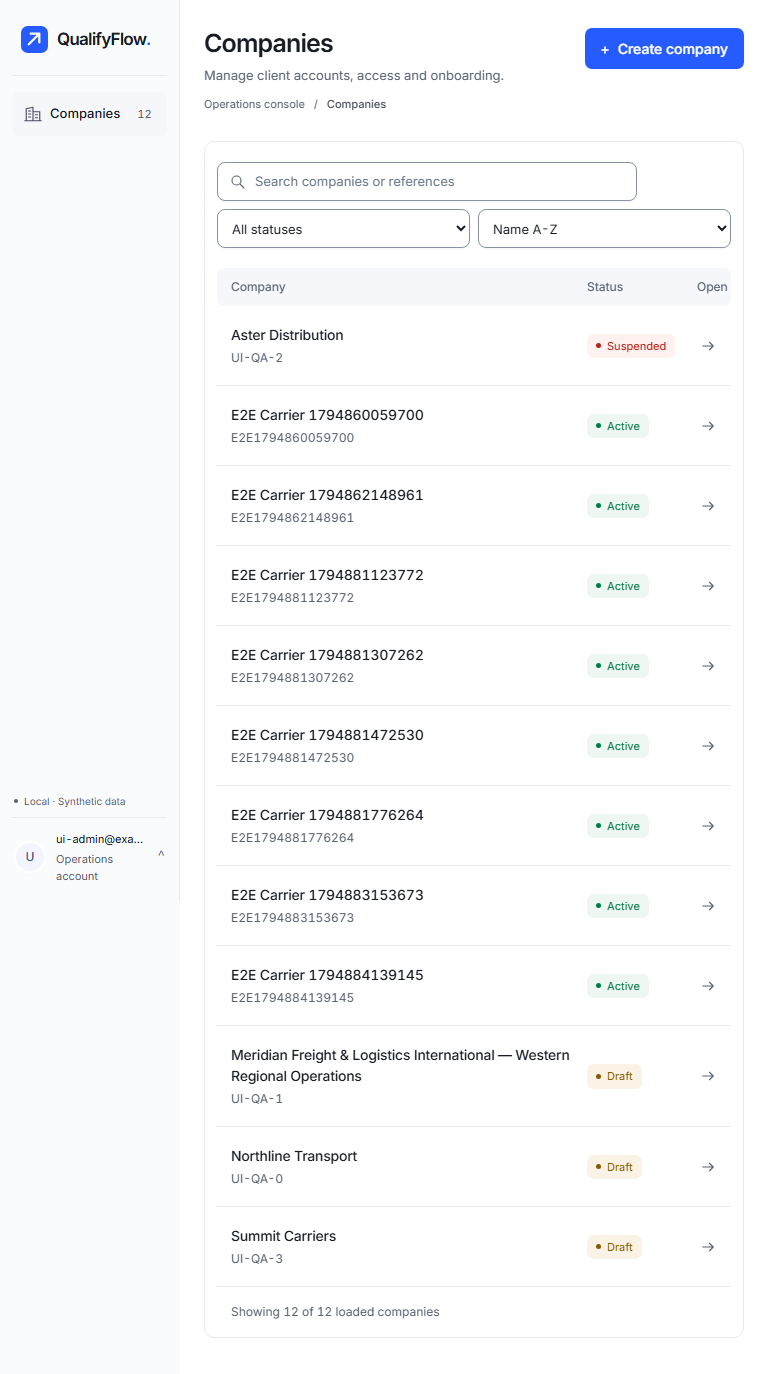 QualifyFlow.
Companies 12
Local · Synthetic data
U
ui-admin@exa...
Operations
account
Companies
Manage client accounts, access and onboarding.
Operations console / Companies
+ Create company
Search companies or references
All statuses
Name A-Z
Company Status Open
Aster Distribution
UI-QA-2
Suspended
E2E Carrier 1794860059700
E2E1794860059700
Active
E2E Carrier 1794862148961
E2E1794862148961
Active
E2E Carrier 1794881123772
E2E1794881123772
Active
E2E Carrier 1794881307262
E2E1794881307262
Active
E2E Carrier 1794881472530
E2E1794881472530
Active
E2E Carrier 1794881776264
E2E1794881776264
Active
E2E Carrier 1794883153673
E2E1794883153673
Active
E2E Carrier 1794884139145
E2E1794884139145
Active
Meridian Freight & Logistics International — Western
Regional Operations
UI-QA-1
Draft
Northline Transport
UI-QA-0
Draft
Summit Carriers
UI-QA-3
Draft
Showing 12 of 12 loaded companies